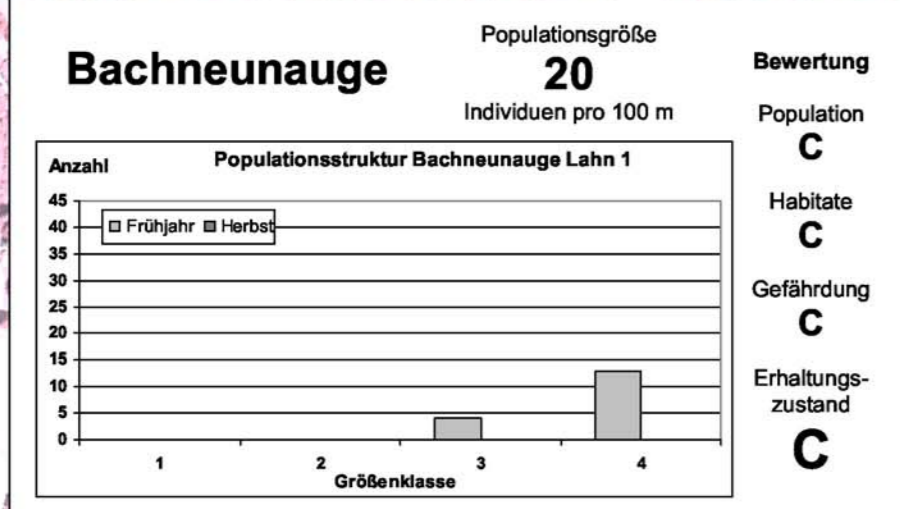 Bachneunauge
Populationsgröße
20
Individuen pro 100 m
Bewertung
Population
C
Habitate
C
Gefährdung
C
Erhaltungs-
zustand
C
Populationsstruktur Bachneunauge Lahn 1
Anzahl
45
40
35
30
25
20
15
10
5
0
Frühjahr Herbst
1 2 3 4
Größenklasse